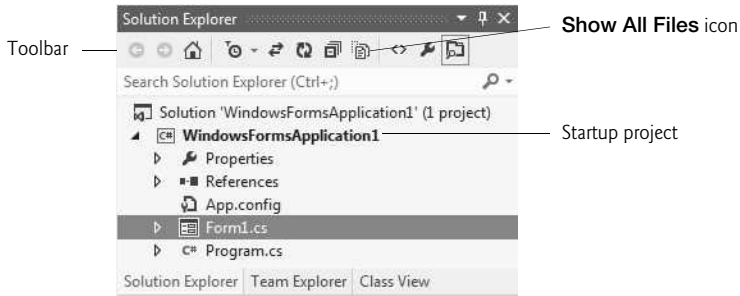 Solution Explorer
Toolbar
Show All Files icon
Search Solution Explorer (Ctrl+;)
Solution 'WindowsFormsApplication1' (1 project)
C# WindowsFormsApplication1
Startup project
Properties
References
App.config
Form1.cs
C# Program.cs
Solution Explorer Team Explorer Class View